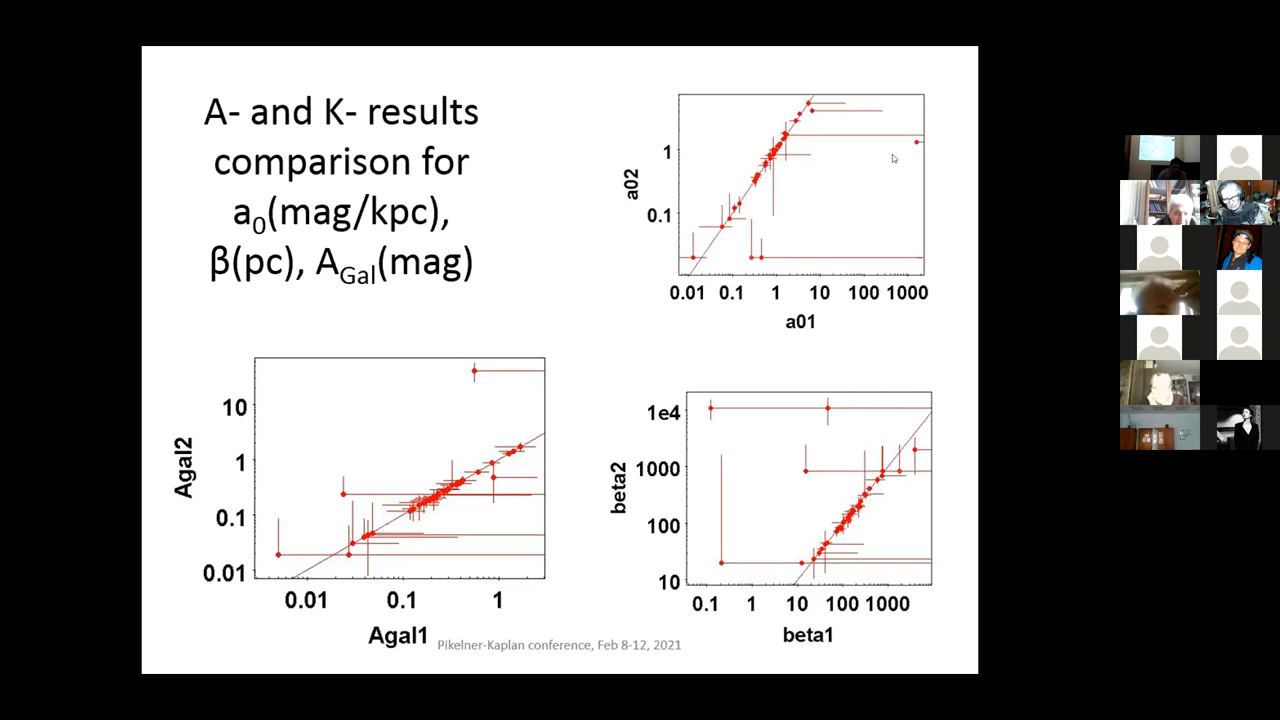 A- and K- results
comparison for
a0(mag/kpc),
β(pc), AGal(mag)
a02
1
0.1
0.01 0.1 1 10 100 1000
a01
Agal2
10
1
0.1
0.01
0.01 0.1 1
Agal1
beta2
1e4
1000
100
10
0.1 1 10 100 1000
beta1
Pikelner-Kaplan conference, Feb 8-12, 2021